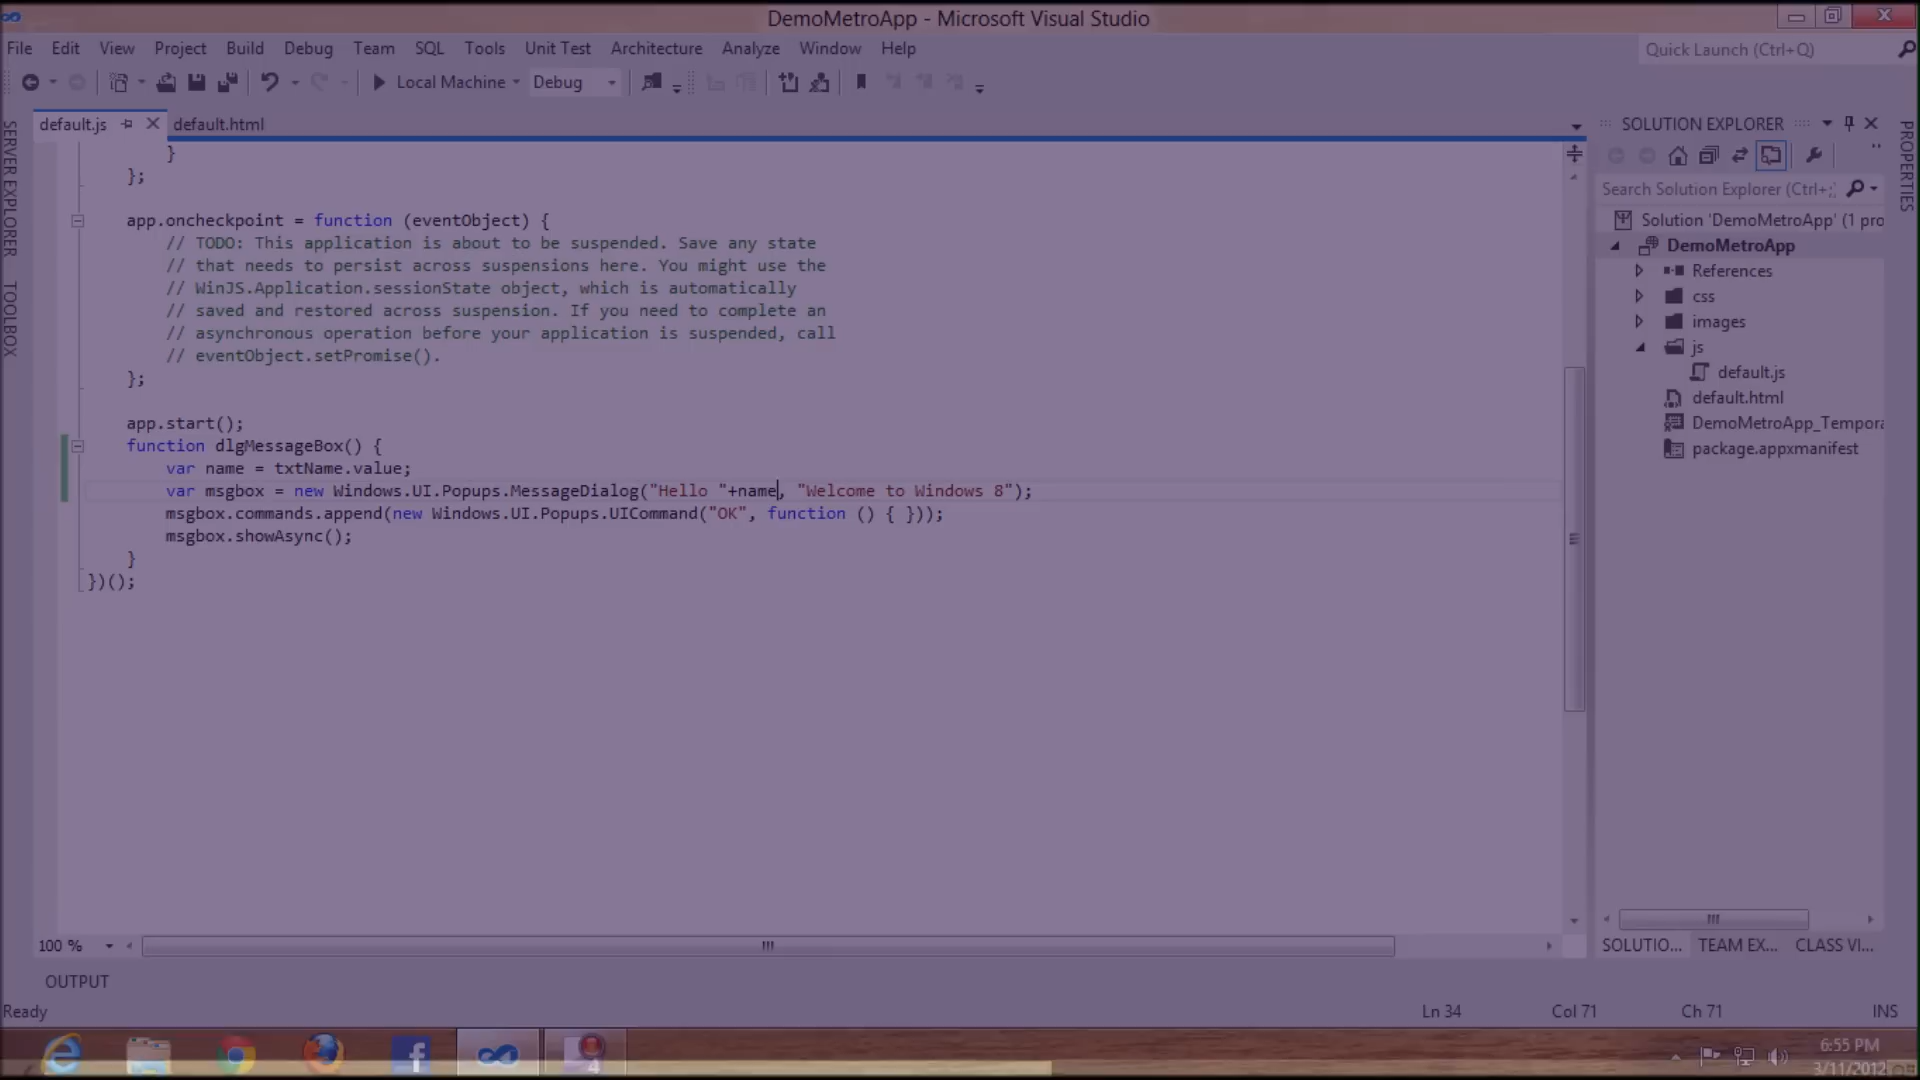 DemoMetroApp - Microsoft Visual Studio
File Edit View Project Build Debug Team SQL Tools Unit Test Architecture Analyze Window Help
Quick Launch (Ctrl+Q)
Local Machine Debug
default.js default.html
SERVER EXPLORER
TOOLBOX
}
};
app.oncheckpoint = function (eventObject) {
// TODO: This application is about to be suspended. Save any state
// that needs to persist across suspensions here. You might use the
// WinJS.Application.sessionState object, which is automatically
// saved and restored across suspension. If you need to complete an
// asynchronous operation before your application is suspended, call
// eventObject.setPromise().
};
app.start();
function dlgMessageBox() {
var name = txtName.value;
var msgbox = new Windows.UI.Popups.MessageDialog("Hello "+name, "Welcome to Windows 8");
msgbox.commands.append(new Windows.UI.Popups.UICommand("OK", function () { }));
msgbox.showAsync();
}
})();
100 %
SOLUTION EXPLORER
Search Solution Explorer (Ctrl+;
Solution 'DemoMetroApp' (1 pro
DemoMetroApp
References
css
images
js
default.js
default.html
DemoMetroApp_Tempora
package.appxmanifest
SOLUTIO... TEAM EX... CLASS VI...
PROPERTIES
OUTPUT
Ready Ln 34 Col 71 Ch 71 INS
4
6:55 PM
3/11/2012